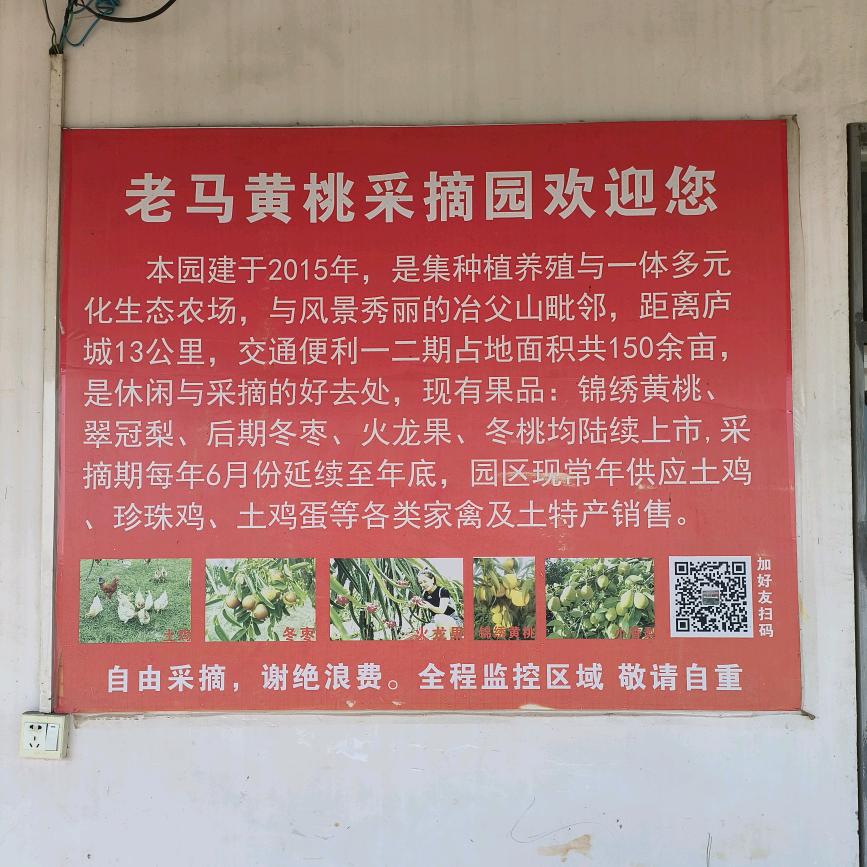 老马黄桃采摘园欢迎您
本园建于2015年，是集种植养殖与一体多元
化生态农场，与风景秀丽的冶父山毗邻，距离庐
城13公里，交通便利一二期占地面积共150余亩，
是休闲与采摘的好去处，现有果品：锦绣黄桃、
翠冠梨、后期冬枣、火龙果、冬桃均陆续上市,采
摘期每年6月份延续至年底，园区现常年供应土鸡
、珍珠鸡、土鸡蛋等各类家禽及土特产销售。
土鸡
冬枣
火龙果
锦绣黄桃
加好友扫码
自由采摘，谢绝浪费。全程监控区域 敬请自重